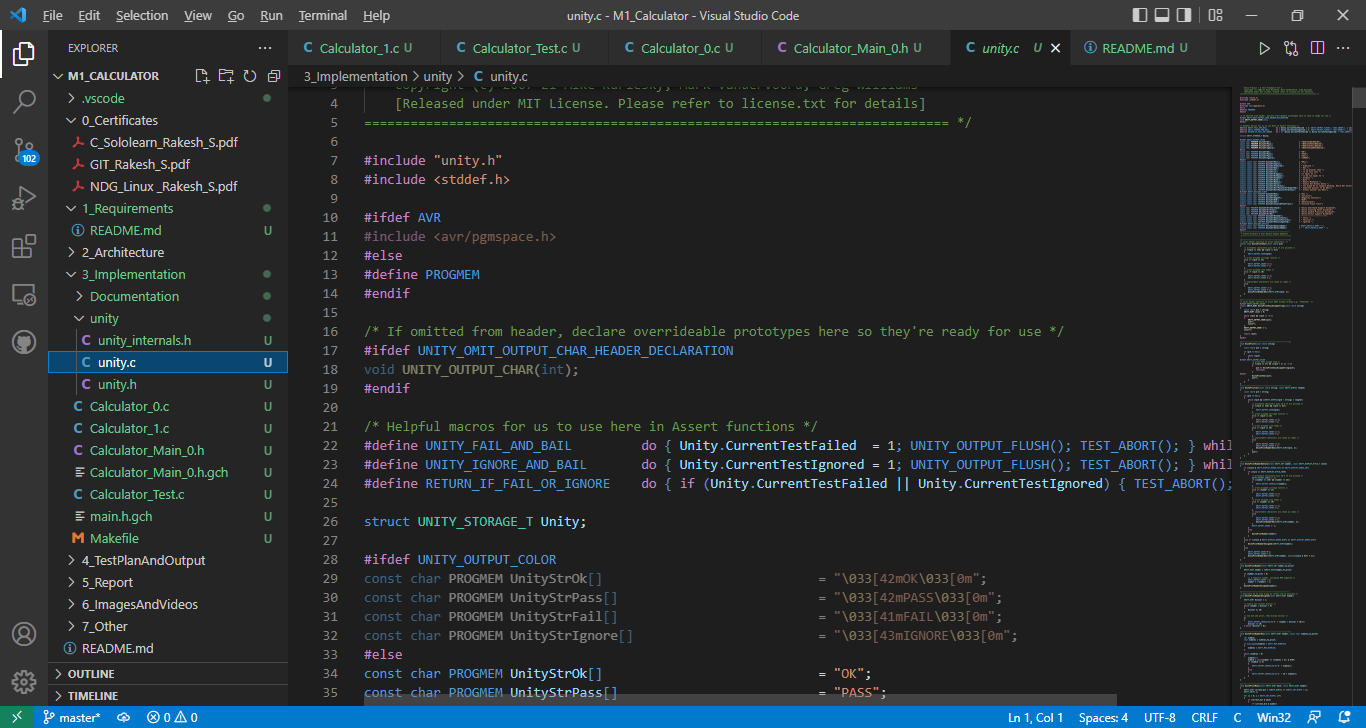 File Edit Selection View Go Run Terminal Help
unity.c - M1_Calculator - Visual Studio Code
EXPLORER
M1_CALCULATOR
.vscode
0_Certificates
C_Sololearn_Rakesh_S.pdf
GIT_Rakesh_S.pdf
NDG_Linux _Rakesh_S.pdf
1_Requirements
README.md U
2_Architecture
3_Implementation
Documentation
unity
C unity_internals.h U
C unity.c U
C unity.h U
C Calculator_0.c U
C Calculator_1.c U
C Calculator_Main_0.h U
Calculator_Main_0.h.gch U
C Calculator_Test.c U
main.h.gch U
M Makefile U
4_TestPlanAndOutput
5_Report
6_ImagesAndVideos
7_Other
README.md
OUTLINE
TIMELINE
102
C Calculator_1.c U
C Calculator_Test.c U
C Calculator_0.c U
C Calculator_Main_0.h U
C unity.c U
README.md U
3_Implementation > unity > C unity.c
4 [Released under MIT License. Please refer to license.txt for details]
5 ============================================================================ */
6
7 #include "unity.h"
8 #include <stddef.h>
9
10 #ifdef AVR
11 #include <avr/pgmspace.h>
12 #else
13 #define PROGMEM
14 #endif
15
16 /* If omitted from header, declare overrideable prototypes here so they're ready for use */
17 #ifdef UNITY_OMIT_OUTPUT_CHAR_HEADER_DECLARATION
18 void UNITY_OUTPUT_CHAR(int);
19 #endif
20
21 /* Helpful macros for us to use here in Assert functions */
22 #define UNITY_FAIL_AND_BAIL do { Unity.CurrentTestFailed = 1; UNITY_OUTPUT_FLUSH(); TEST_ABORT(); } whil
23 #define UNITY_IGNORE_AND_BAIL do { Unity.CurrentTestIgnored = 1; UNITY_OUTPUT_FLUSH(); TEST_ABORT(); } whil
24 #define RETURN_IF_FAIL_OR_IGNORE do { if (Unity.CurrentTestFailed || Unity.CurrentTestIgnored) { TEST_ABORT();
25
26 struct UNITY_STORAGE_T Unity;
27
28 #ifdef UNITY_OUTPUT_COLOR
29 const char PROGMEM UnityStrOk[] = "\033[42mOK\033[0m";
30 const char PROGMEM UnityStrPass[] = "\033[42mPASS\033[0m";
31 const char PROGMEM UnityStrFail[] = "\033[41mFAIL\033[0m";
32 const char PROGMEM UnityStrIgnore[] = "\033[43mIGNORE\033[0m";
33 #else
34 const char PROGMEM UnityStrOk[] = "OK";
35 const char PROGMEM UnityStrPass[] = "PASS";
master* 0 0 Ln 1, Col 1 Spaces: 4 UTF-8 CRLF C Win32